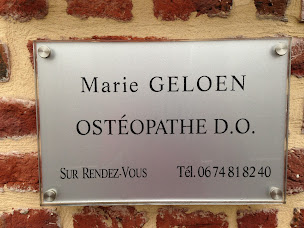 Marie GELOEN
OSTÉOPATHE D.O.
SUR RENDEZ-VOUS Tél. 06 74 81 82 40